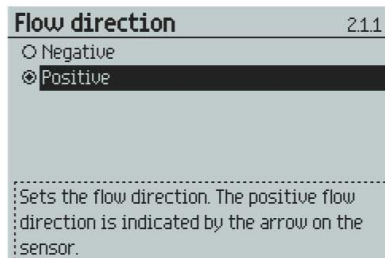 Flow direction 2.1.1
Negative
Positive
Sets the flow direction. The positive flow
direction is indicated by the arrow on the
sensor.